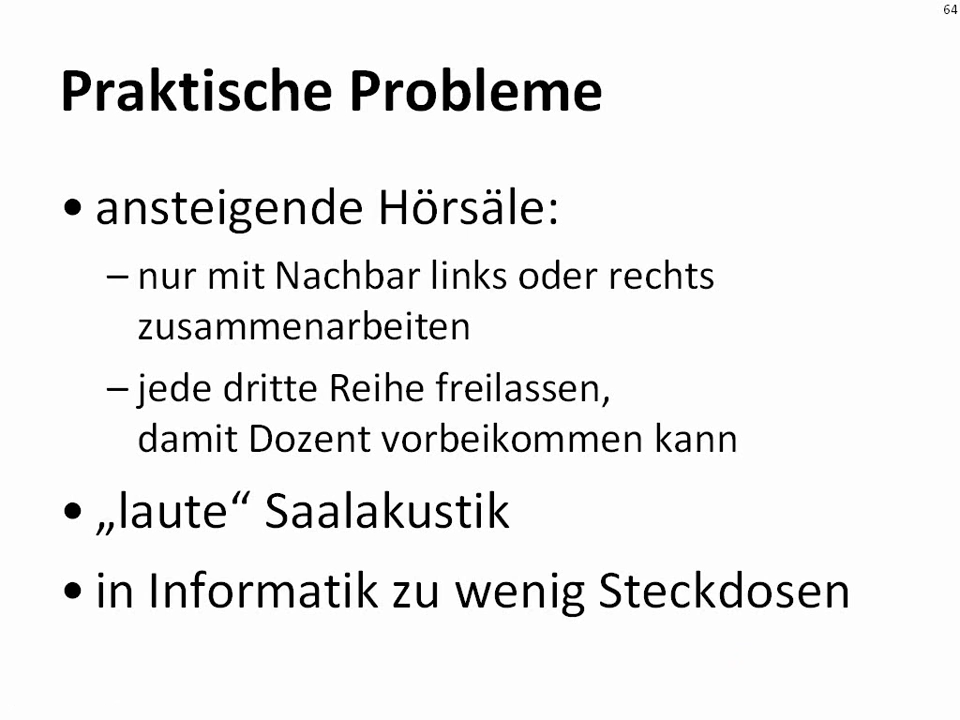 64
Praktische Probleme
• ansteigende Hörsäle:
– nur mit Nachbar links oder rechts
zusammenarbeiten
– jede dritte Reihe freilassen,
damit Dozent vorbeikommen kann
• „laute“ Saalakustik
• in Informatik zu wenig Steckdosen